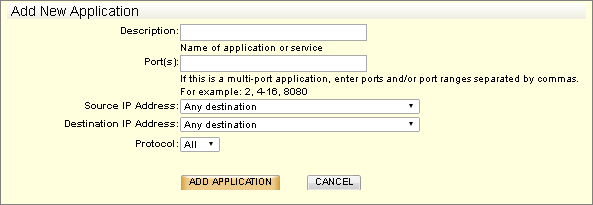 Add New Application
Description:
Name of application or service
Port(s):
If this is a multi-port application, enter ports and/or port ranges separated by commas.
For example: 2, 4-16, 8080
Source IP Address: Any destination
Destination IP Address: Any destination
Protocol: All
ADD APPLICATION CANCEL